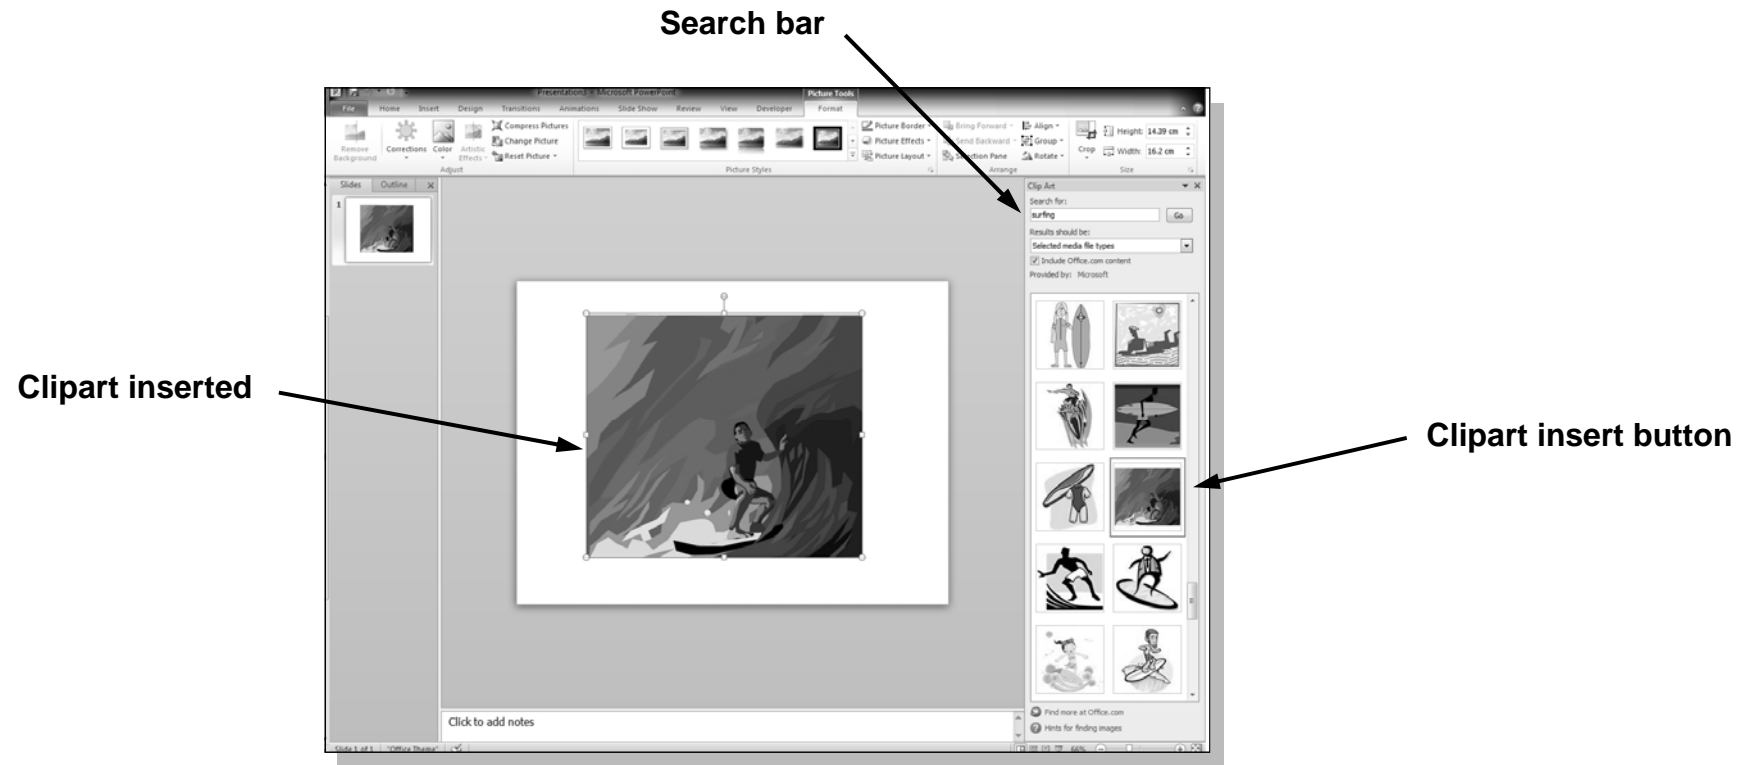 Search bar
Presentation1 - Microsoft PowerPoint
Picture Tools
File Home Insert Design Transitions Animations Slide Show Review View Developer Format
Remove Background
Corrections
Color
Artistic Effects
Compress Pictures
Change Picture
Reset Picture
Adjust
Picture Styles
Picture Border
Picture Effects
Picture Layout
Bring Forward
Send Backward
Selection Pane
Align
Group
Rotate
Arrange
Crop
Height: 14.39 cm
Width: 16.2 cm
Size
Slides Outline
1
Clip Art
Search for:
surfing Go
Results should be:
Selected media file types
Include Office.com content
Provided by: Microsoft
Clipart inserted
Clipart insert button
Find more at Office.com
Hints for finding images
Click to add notes
Slide 1 of 1 "Office Theme" 66%